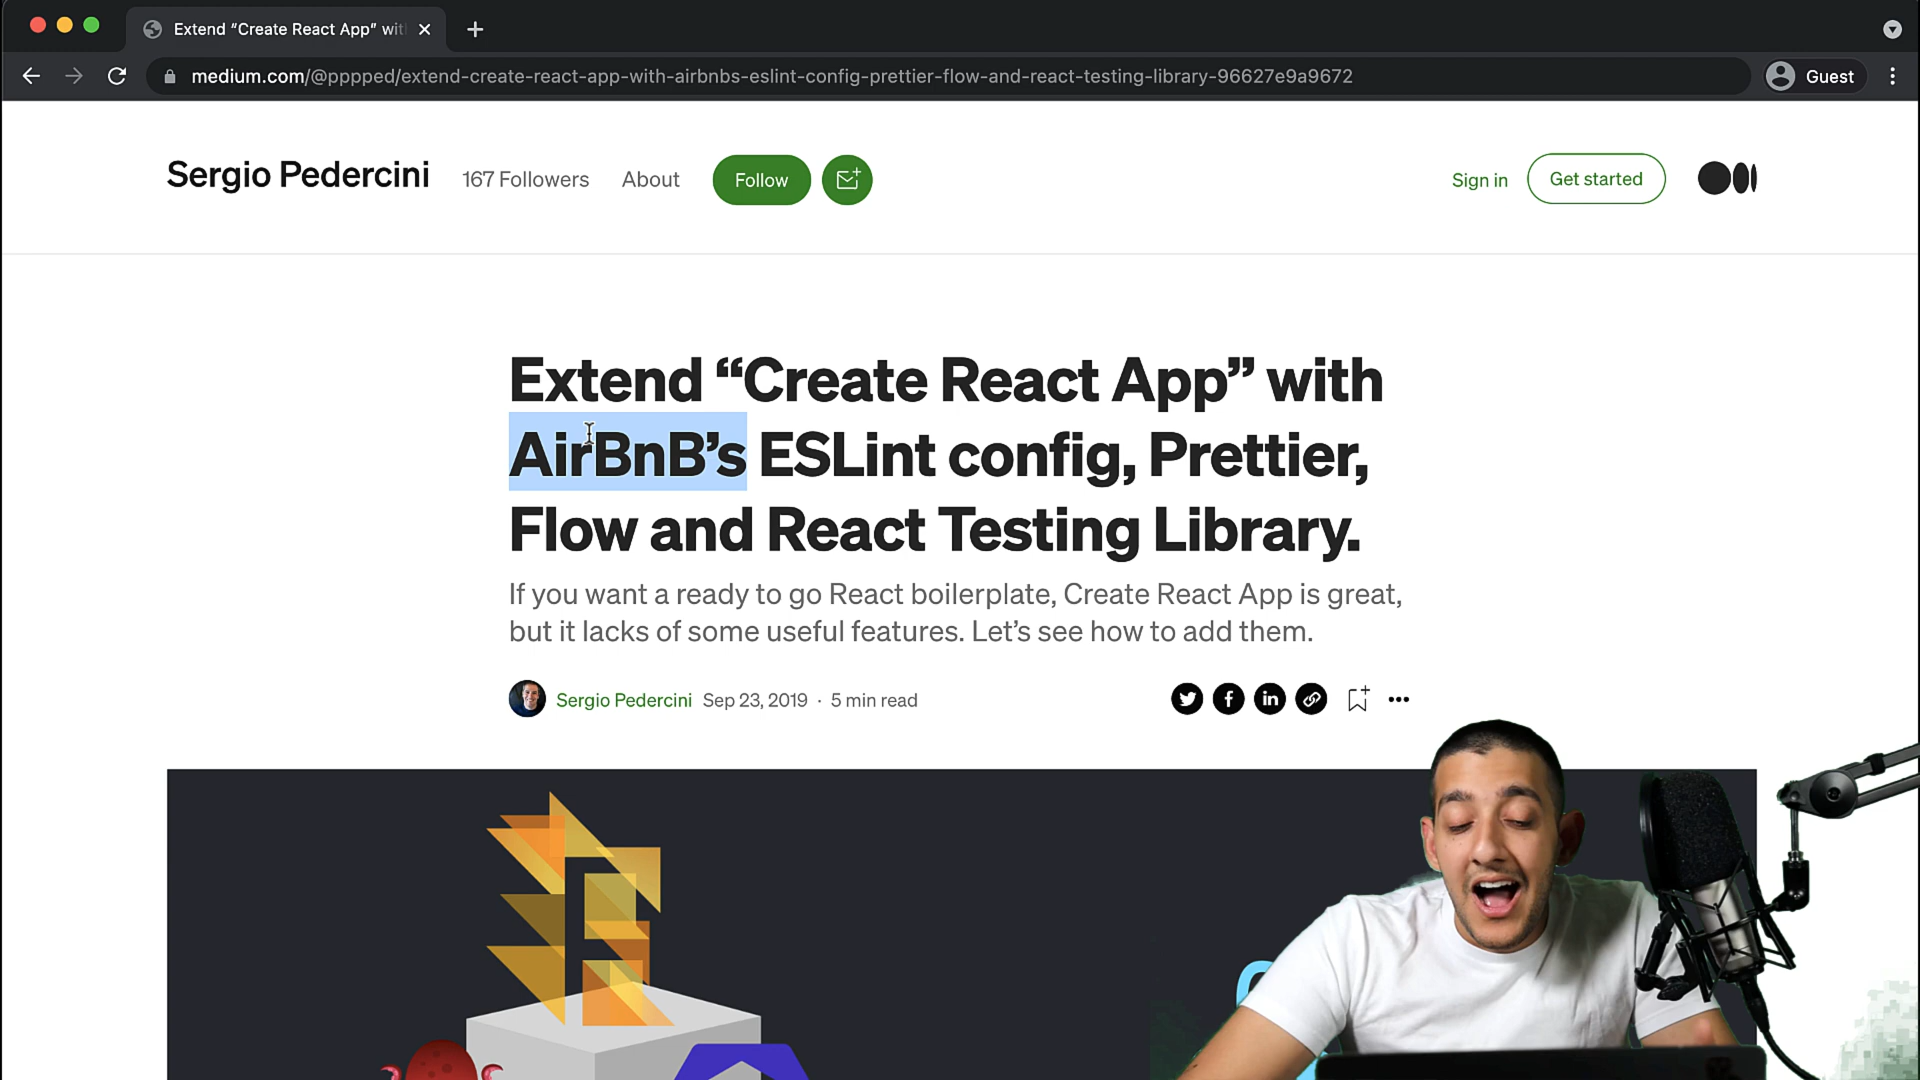 Extend “Create React App” wit
medium.com/@pppped/extend-create-react-app-with-airbnbs-eslint-config-prettier-flow-and-react-testing-library-96627e9a9672
Guest
Sergio Pedercini
167 Followers
About
Follow
Sign in
Get started
Extend “Create React App” with
AirBnB’s ESLint config, Prettier,
Flow and React Testing Library.
If you want a ready to go React boilerplate, Create React App is great,
but it lacks of some useful features. Let’s see how to add them.
Sergio Pedercini Sep 23, 2019 · 5 min read